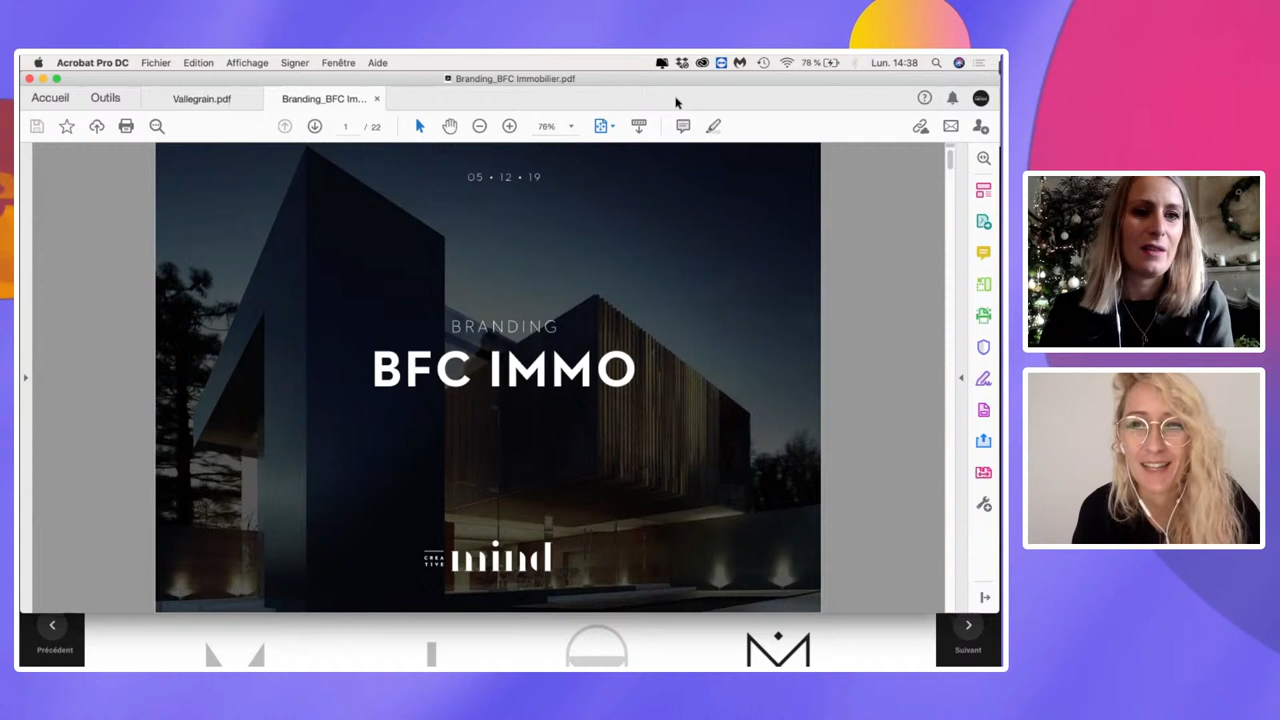 Acrobat Pro DC Fichier Edition Affichage Signer Fenêtre Aide 78 % Lun. 14:38
Branding_BFC Immobilier.pdf
Accueil Outils Vallegrain.pdf Branding_BFC Im... ×
1 / 22 76%
05 • 12 • 19
BRANDING
BFC IMMO
CREA
TIVE
mind
Précédent Suivant